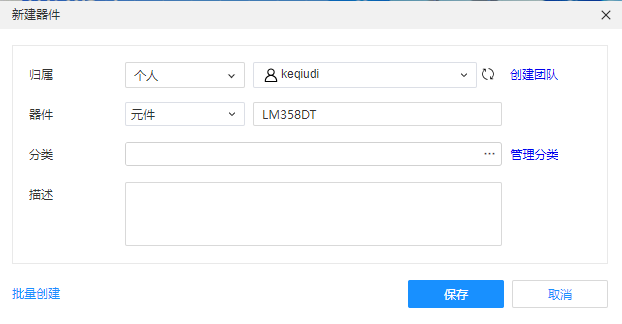 新建器件
归属 个人 keqiudi 创建团队
器件 元件 LM358DT
分类 ... 管理分类
描述
批量创建 保存 取消